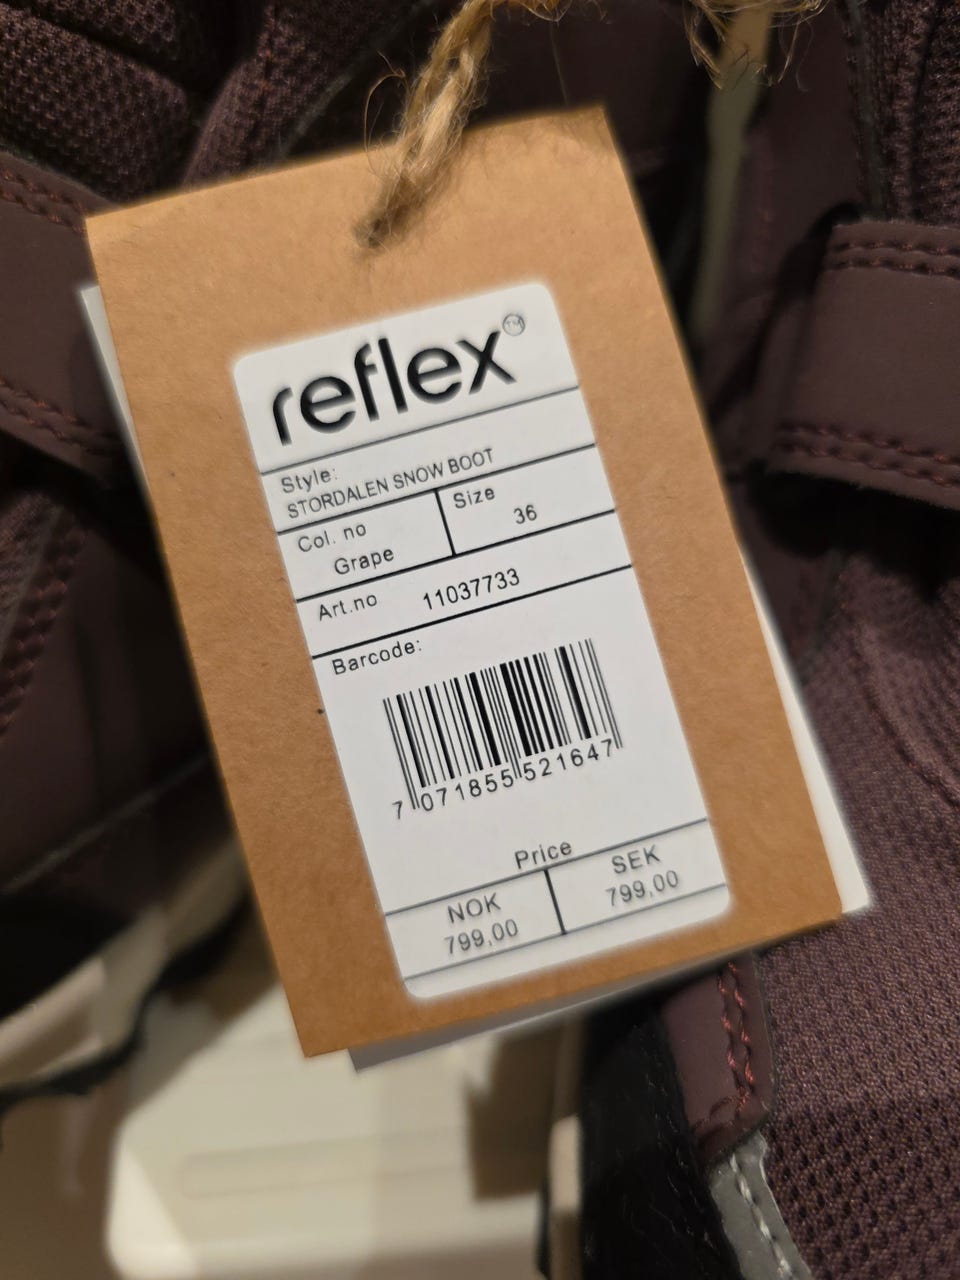 reflex™
Style:
STORDALEN SNOW BOOT
Col. no
Grape
Size
36
Art.no 11037733
Barcode:
7 071855 521647
Price
NOK
799,00
SEK
799,00